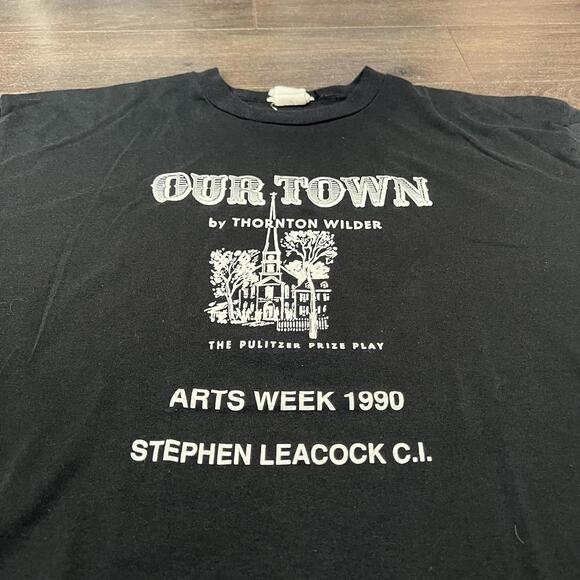 OUR TOWN
by THORNTON WILDER
THE PULITZER PRIZE PLAY
ARTS WEEK 1990
STEPHEN LEACOCK C.I.